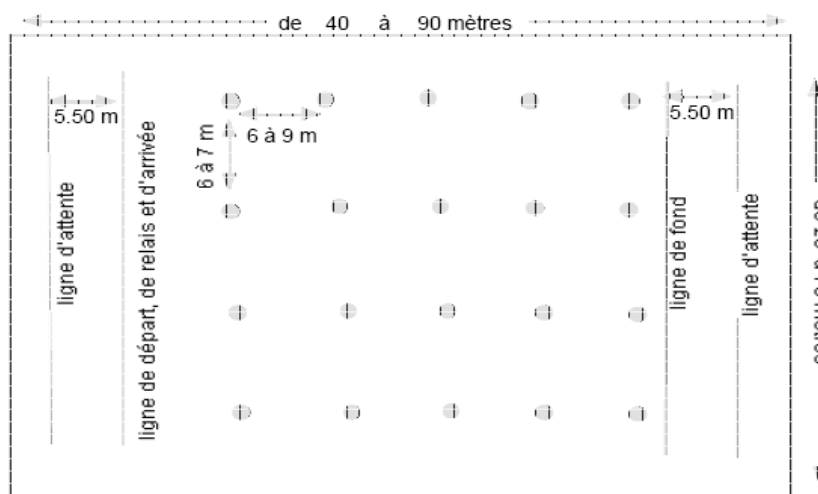 de 40 à 90 mètres
5.50 m
6 à 9 m
6 à 7 m
5.50 m
ligne d'attente
ligne de départ, de relais et d'arrivée
ligne de fond
ligne d'attente